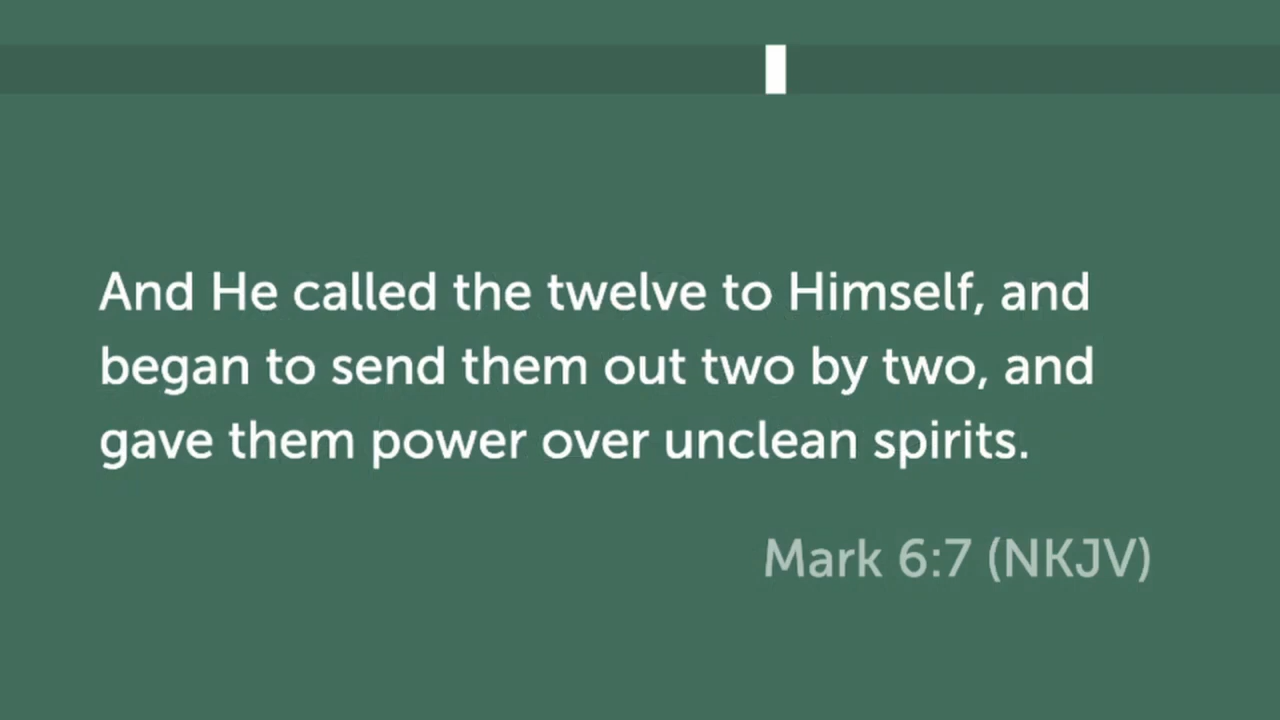 And He called the twelve to Himself, and
began to send them out two by two, and
gave them power over unclean spirits.
Mark 6:7 (NKJV)